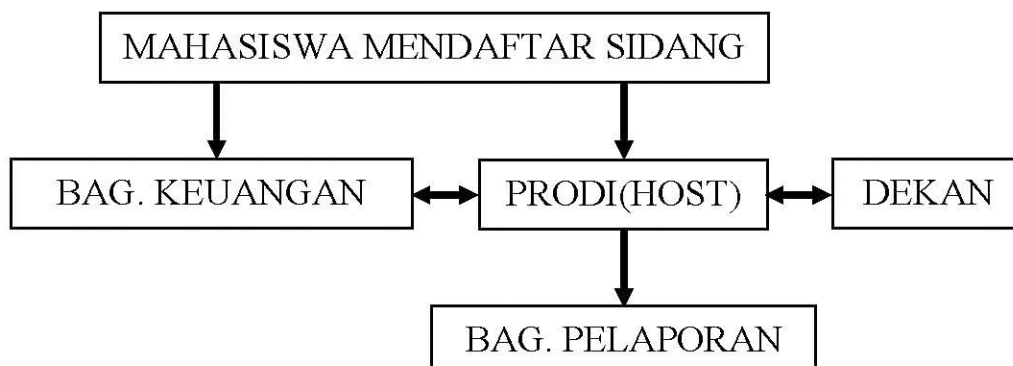 MAHASISWA MENDAFTAR SIDANG
BAG. KEUANGAN
PRODI(HOST)
DEKAN
BAG. PELAPORAN